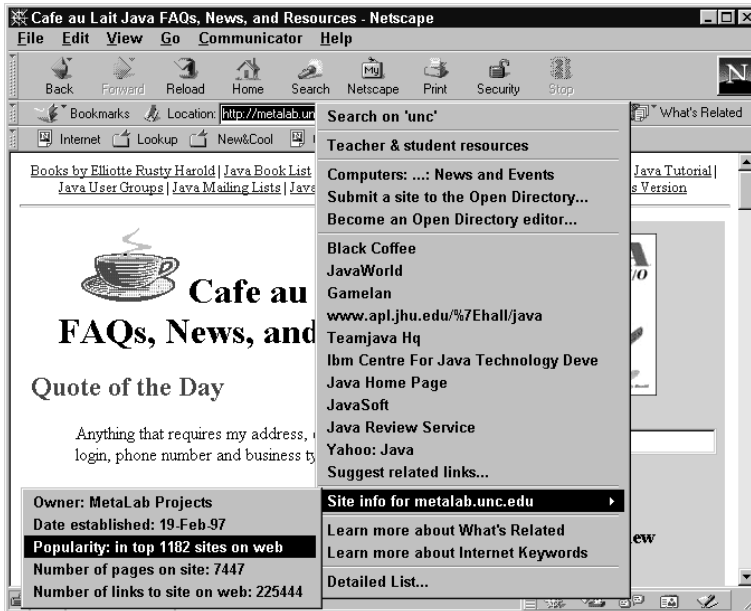 Cafe au Lait Java FAQs, News, and Resources - Netscape
File Edit View Go Communicator Help
Back Forward Reload Home Search Netscape Print Security Stop
My
N
Bookmarks Location: http://metalab.un What's Related
Internet Lookup New&Cool
Books by Elliotte Rusty Harold | Java Book List Java Tutorial |
Java User Groups | Java Mailing Lists | Java s Version
Cafe au
FAQs, News, and
Quote of the Day
Anything that requires my address,
login, phone number and business ty
Search on 'unc'
Teacher & student resources
Computers: ...: News and Events
Submit a site to the Open Directory...
Become an Open Directory editor...
Black Coffee
JavaWorld
Gamelan
www.apl.jhu.edu/%7Ehall/java
Teamjava Hq
Ibm Centre For Java Technology Deve
Java Home Page
JavaSoft
Java Review Service
Yahoo: Java
Suggest related links...
Site info for metalab.unc.edu
Learn more about What's Related
Learn more about Internet Keywords
Detailed List...
Owner: MetaLab Projects
Date established: 19-Feb-97
Popularity: in top 1182 sites on web
Number of pages on site: 7447
Number of links to site on web: 225444